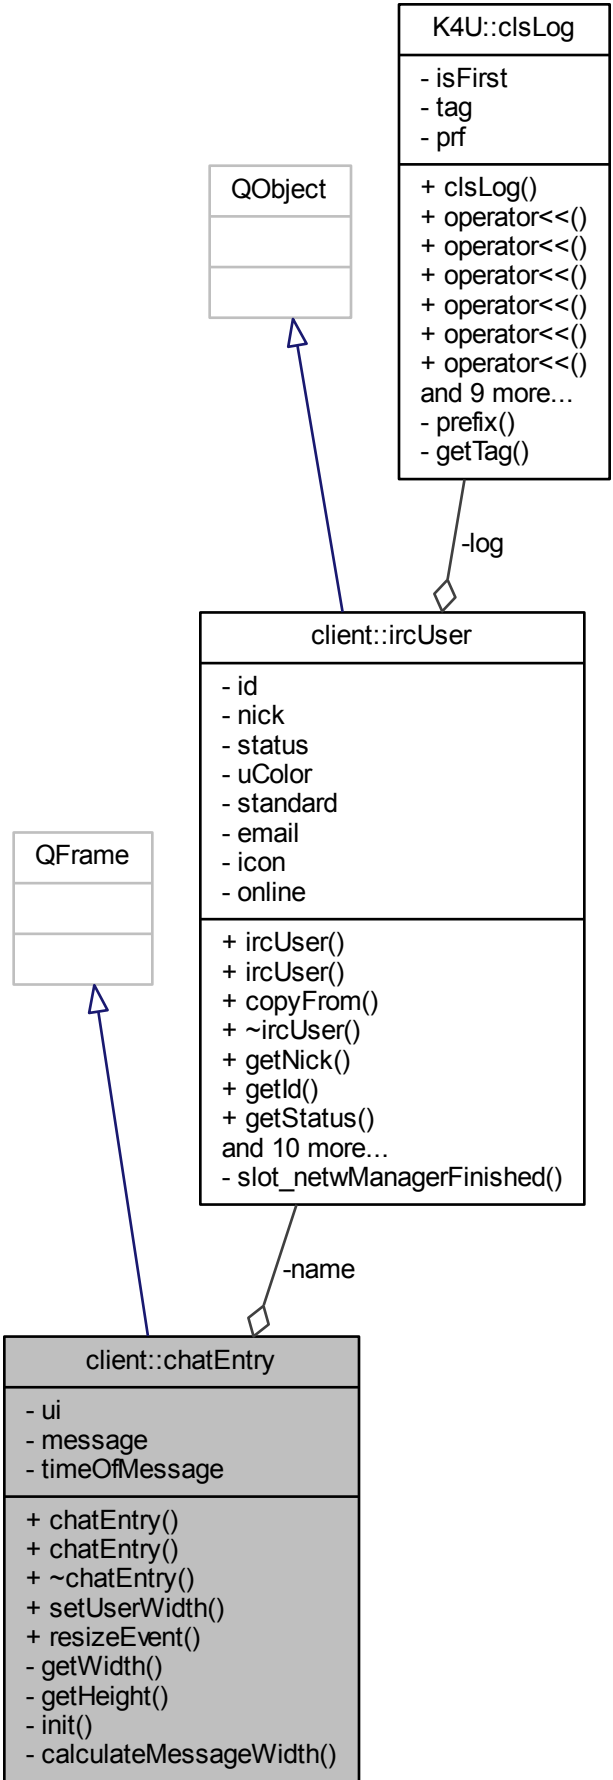 K4U::clsLog
- isFirst
- tag
- prf
+ clsLog()
+ operator<<()
+ operator<<()
+ operator<<()
+ operator<<()
+ operator<<()
+ operator<<()
and 9 more...
- prefix()
- getTag()
QObject
-log
client::ircUser
- id
- nick
- status
- uColor
- standard
- email
- icon
- online
+ ircUser()
+ ircUser()
+ copyFrom()
+ ~ircUser()
+ getNick()
+ getId()
+ getStatus()
and 10 more...
- slot_netwManagerFinished()
QFrame
-name
client::chatEntry
- ui
- message
- timeOfMessage
+ chatEntry()
+ chatEntry()
+ ~chatEntry()
+ setUserWidth()
+ resizeEvent()
- getWidth()
- getHeight()
- init()
- calculateMessageWidth()